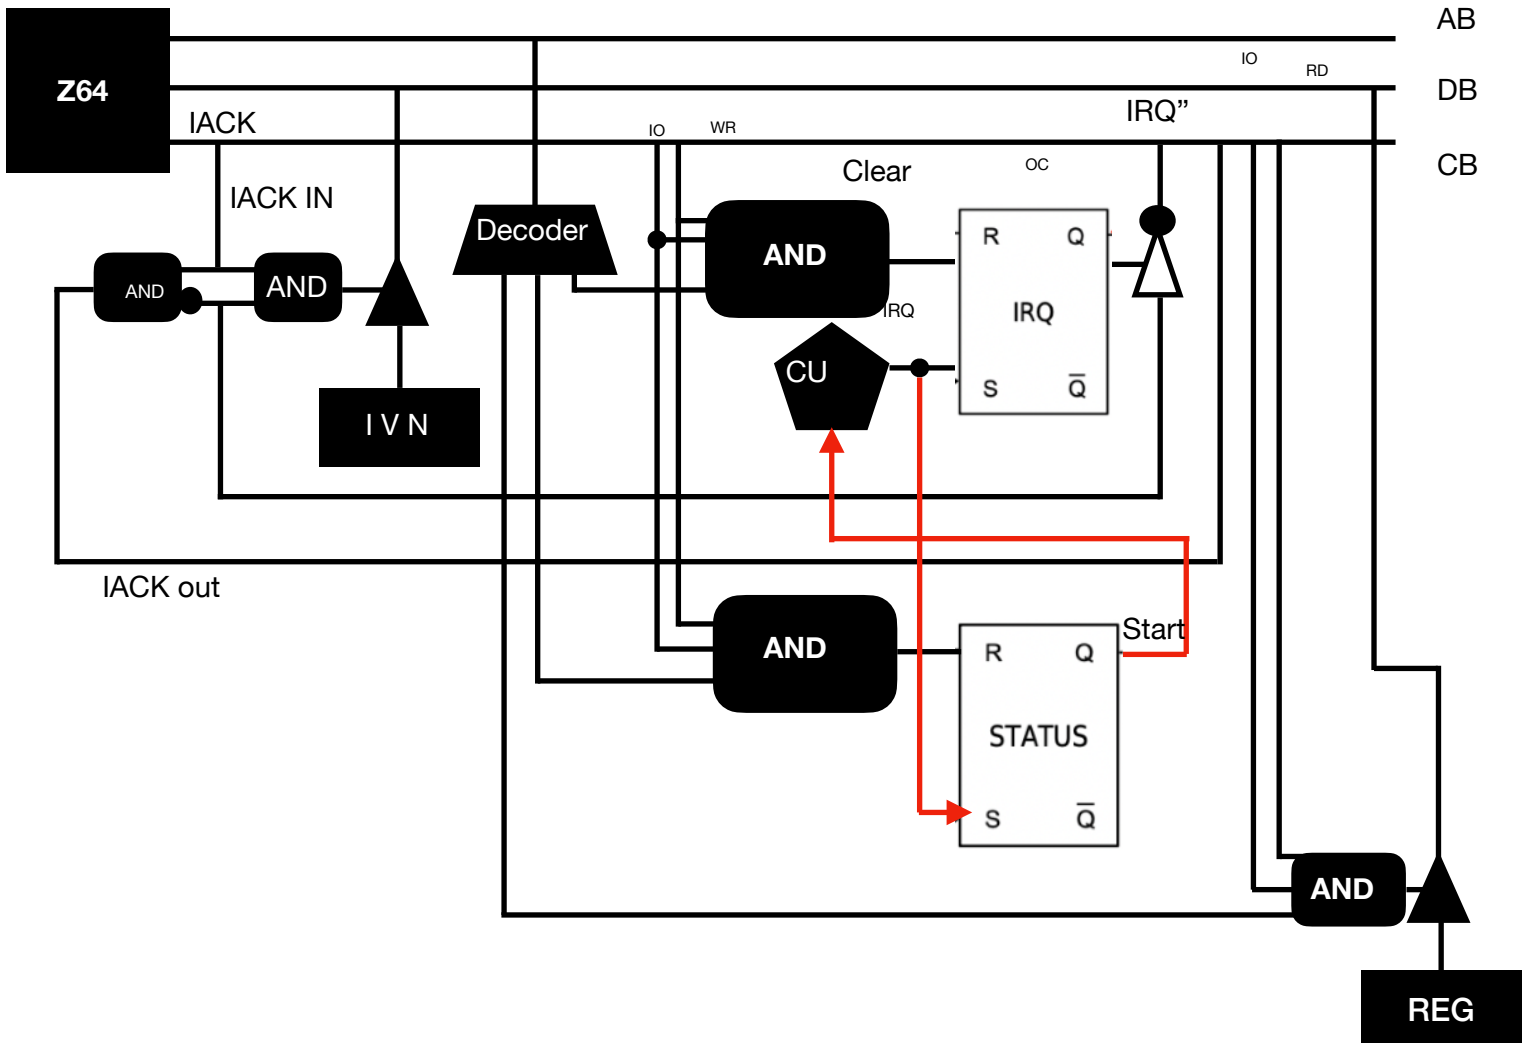 AB
IO
RD
Z64
DB
IACK
IRQ”
IO
WR
CB
Clear
OC
IACK IN
Decoder
R
Q
AND
AND
AND
IRQ
IRQ
CU
S
Q̅
I V N
IACK out
Start
AND
R
Q
STATUS
S
Q̅
AND
REG